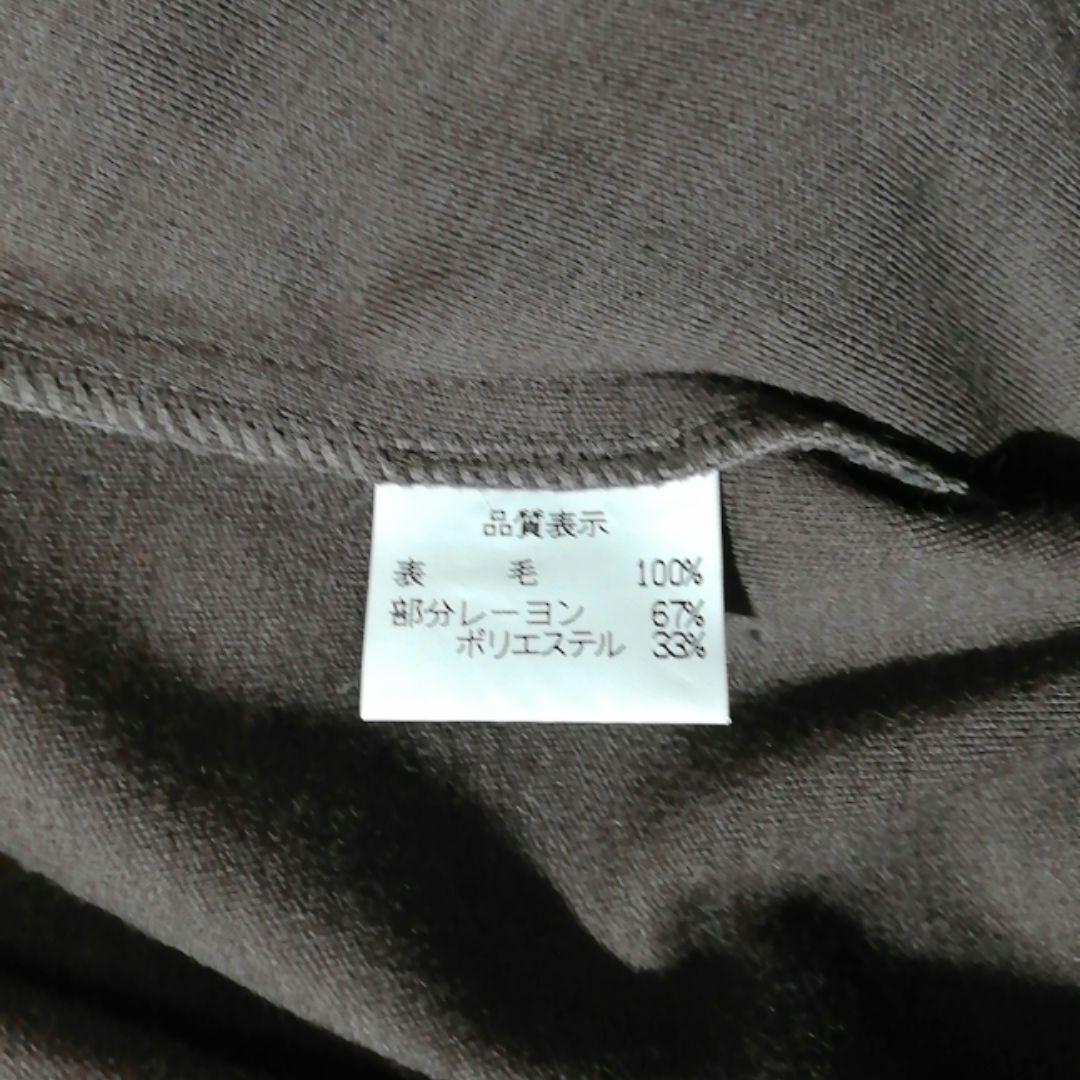 品質表示
表 毛 100%
部分レーヨン 67%
ポリエステル 33%